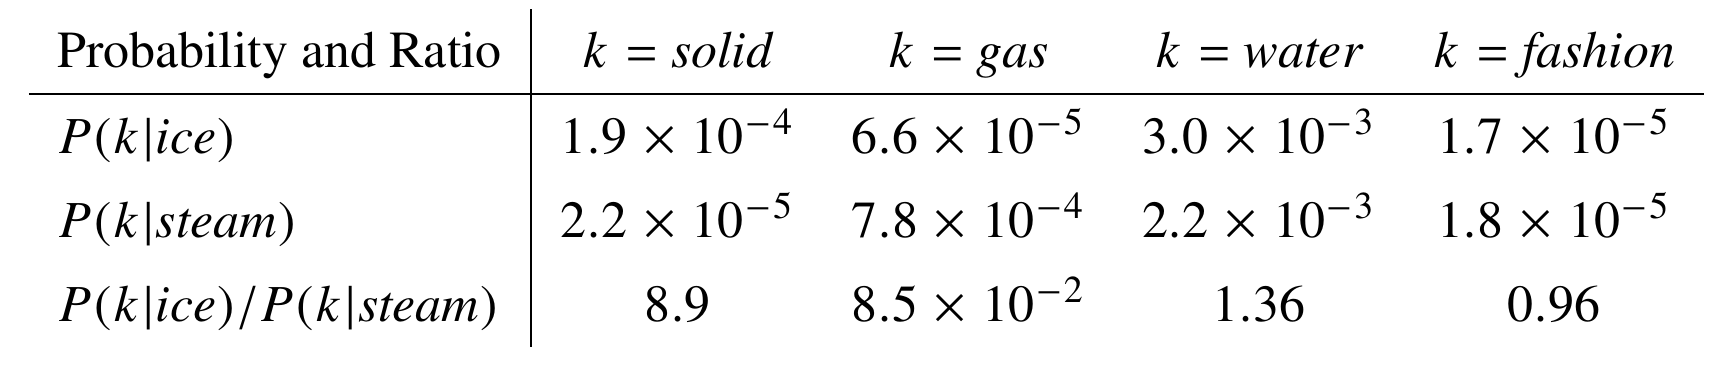 Probability and Ratio k = solid k = gas k = water k = fashion
P(k|ice) 1.9 × 10⁻⁴ 6.6 × 10⁻⁵ 3.0 × 10⁻³ 1.7 × 10⁻⁵
P(k|steam) 2.2 × 10⁻⁵ 7.8 × 10⁻⁴ 2.2 × 10⁻³ 1.8 × 10⁻⁵
P(k|ice)/P(k|steam) 8.9 8.5 × 10⁻² 1.36 0.96